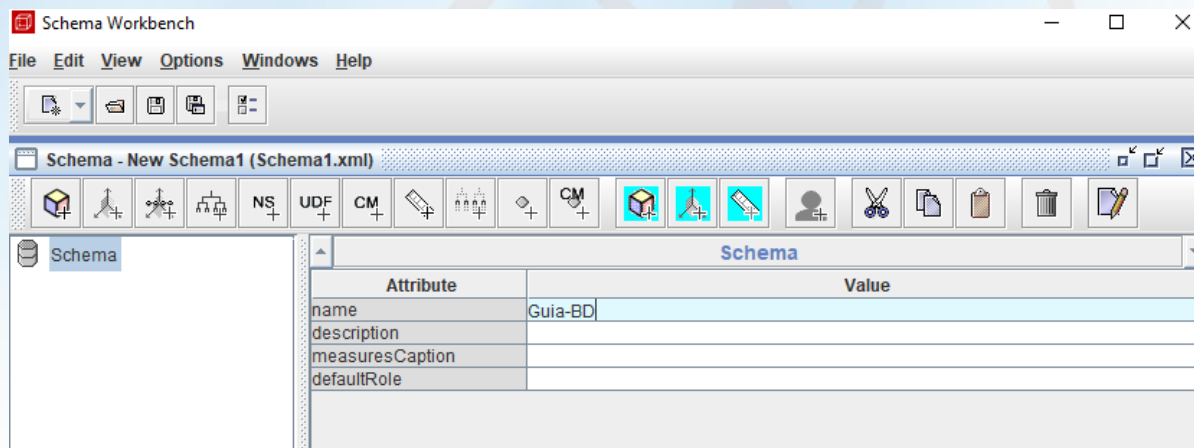 Schema Workbench
File Edit View Options Windows Help
Schema - New Schema1 (Schema1.xml)
NS UDF CM CM
Schema
Schema
Attribute Value
name Guia-BD
description
measuresCaption
defaultRole